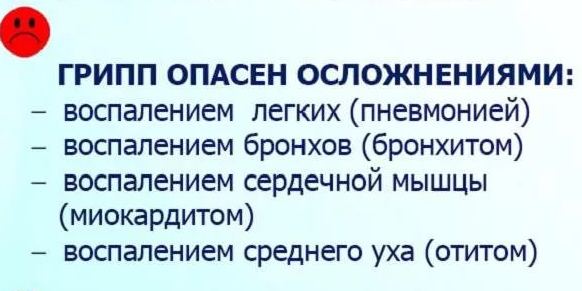 ГРИПП ОПАСЕН ОСЛОЖНЕНИЯМИ:
– воспалением легких (пневмонией)
– воспалением бронхов (бронхитом)
– воспалением сердечной мышцы
(миокардитом)
– воспалением среднего уха (отитом)